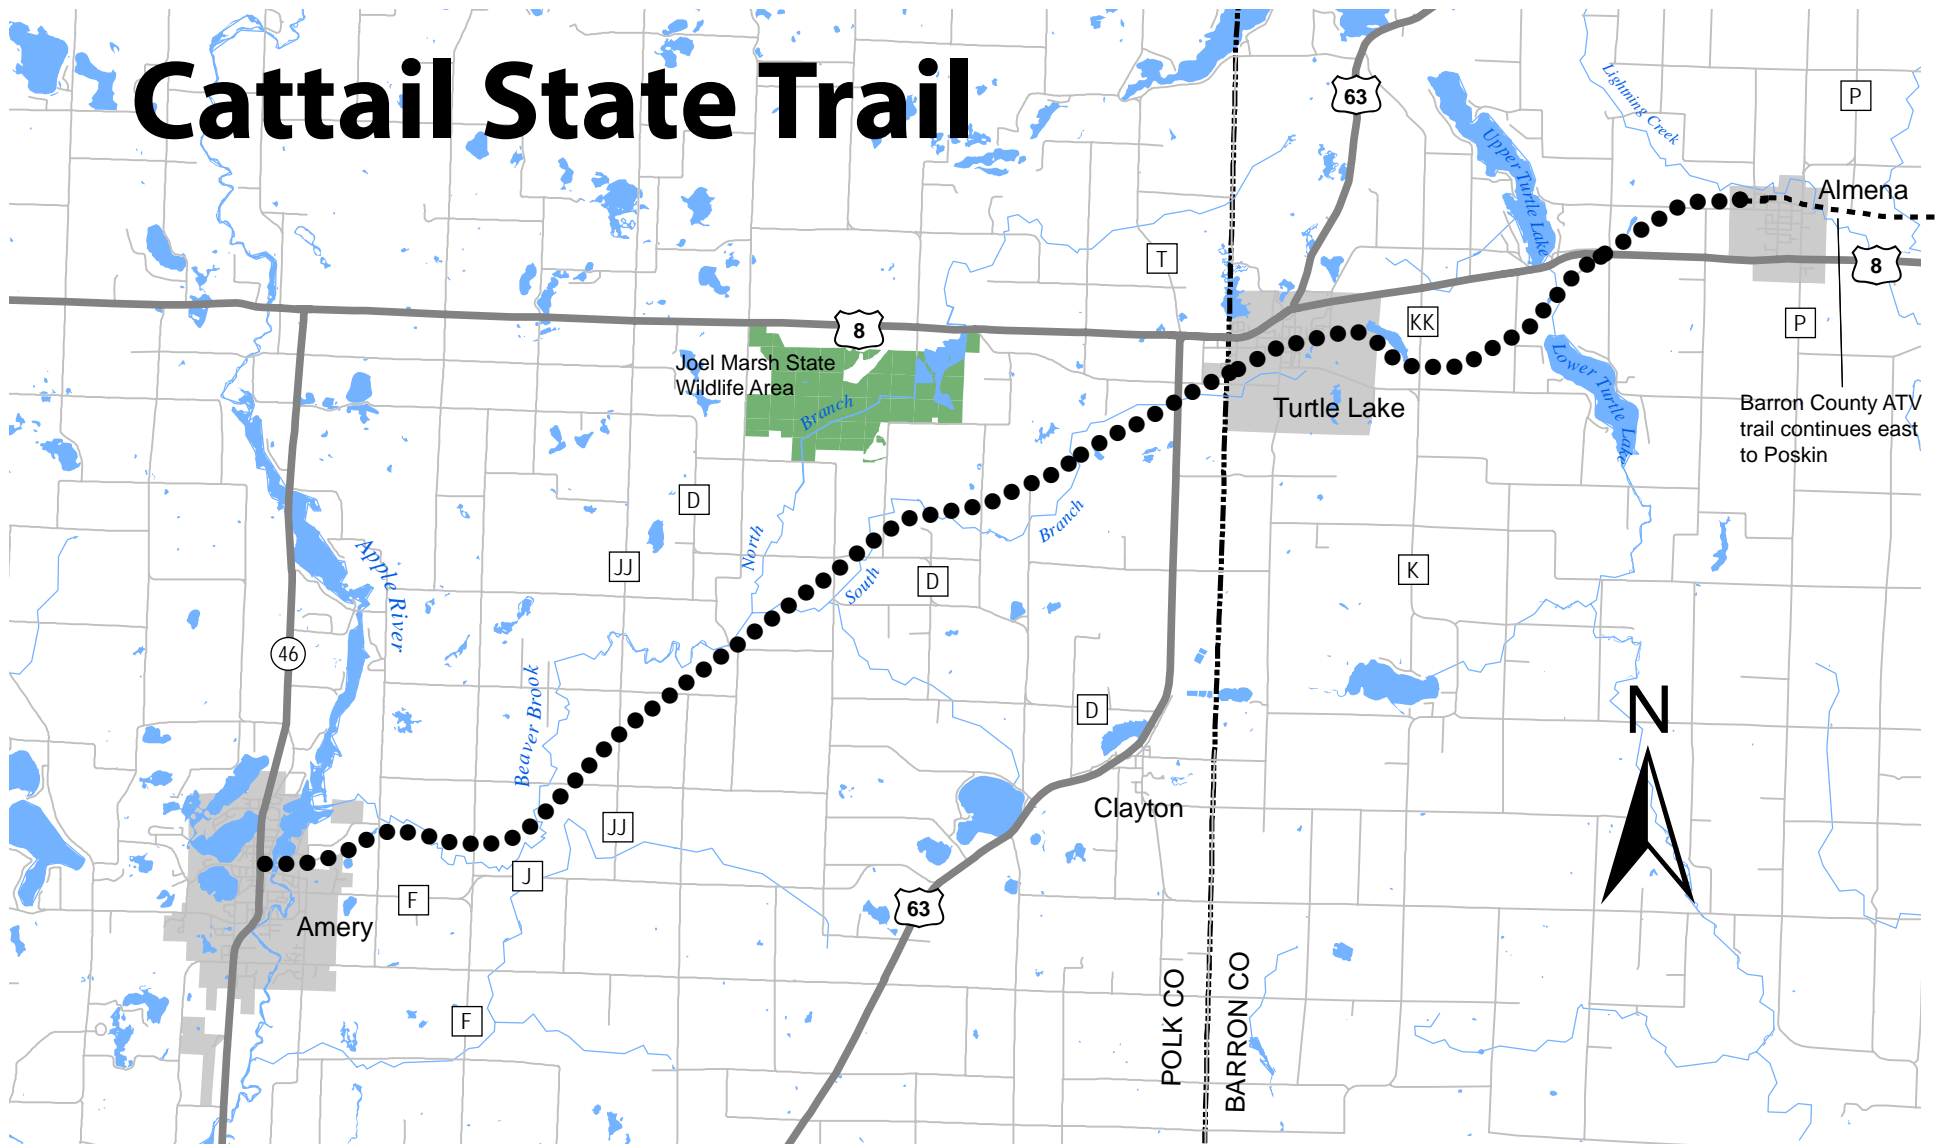 Cattail State Trail
63
P
Lightning Creek
Upper Turtle Lake
Almena
T
8
8
KK
P
Joel Marsh State
Wildlife Area
Branch
Lower Turtle Lake
Turtle Lake
Barron County ATV
trail continues east
to Poskin
D
North
Branch
Apple River
JJ
South
D
K
46
Beaver Brook
D
N
Clayton
JJ
J
F
63
Amery
F
POLK CO
BARRON CO